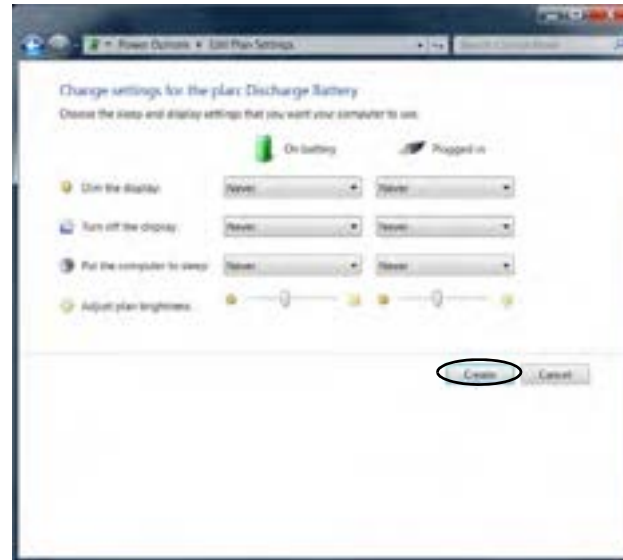 Power Options ▸ Edit Plan Settings
Change settings for the plan: Discharge Battery
Choose the sleep and display settings that you want your computer to use.
On battery Plugged in
Dim the display: Never Never
Turn off the display: Never Never
Put the computer to sleep: Never Never
Adjust plan brightness:
Create Cancel